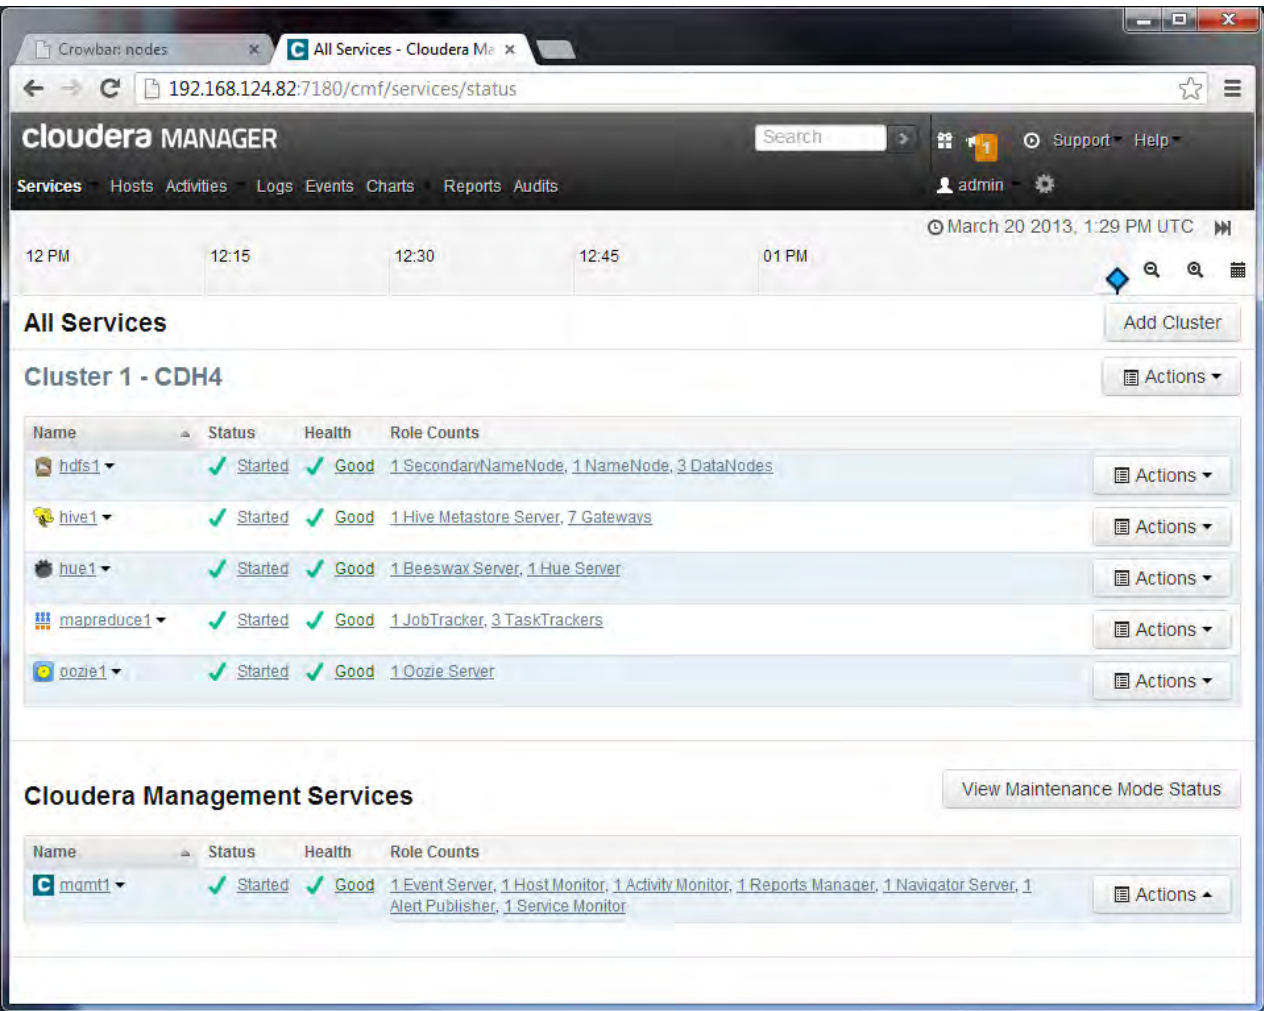 Crowbar: nodes
All Services - Cloudera Ma
192.168.124.82:7180/cmf/services/status
cloudera MANAGER
Search
1
Support
Help
Services Hosts Activities Logs Events Charts Reports Audits
admin
March 20 2013, 1:29 PM UTC
12 PM 12:15 12:30 12:45 01 PM
All Services
Add Cluster
Cluster 1 - CDH4
Actions
Name Status Health Role Counts
hdfs1 Started Good 1 SecondaryNameNode, 1 NameNode, 3 DataNodes Actions
hive1 Started Good 1 Hive Metastore Server, 7 Gateways Actions
hue1 Started Good 1 Beeswax Server, 1 Hue Server Actions
mapreduce1 Started Good 1 JobTracker, 3 TaskTrackers Actions
oozie1 Started Good 1 Oozie Server Actions
Cloudera Management Services
View Maintenance Mode Status
Name Status Health Role Counts
mgmt1 Started Good 1 Event Server, 1 Host Monitor, 1 Activity Monitor, 1 Reports Manager, 1 Navigator Server, 1
Alert Publisher, 1 Service Monitor
Actions